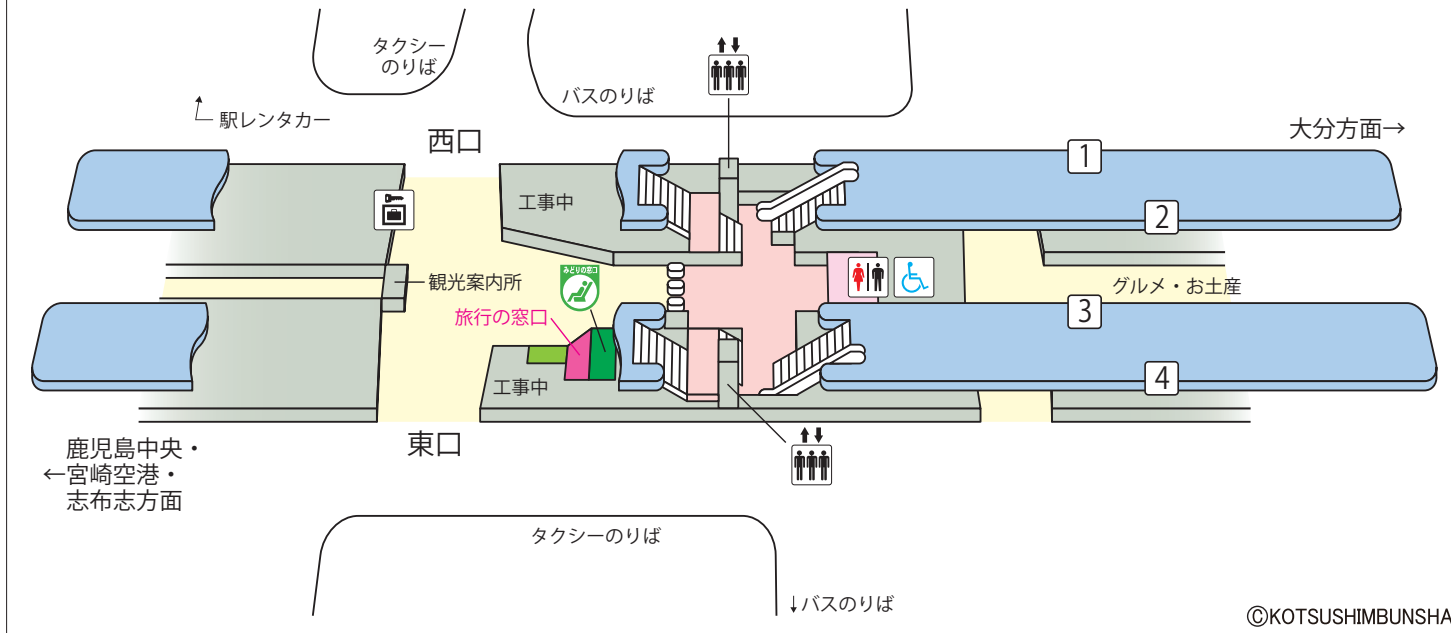 タクシー
のりば
バスのりば
駅レンタカー
大分方面→
西口
1
工事中
2
みどりの窓口
観光案内所
グルメ・お土産
旅行の窓口
3
工事中
4
東口
鹿児島中央・
←宮崎空港・
志布志方面
タクシーのりば
↓バスのりば
©KOTSUSHIMBUNSHA